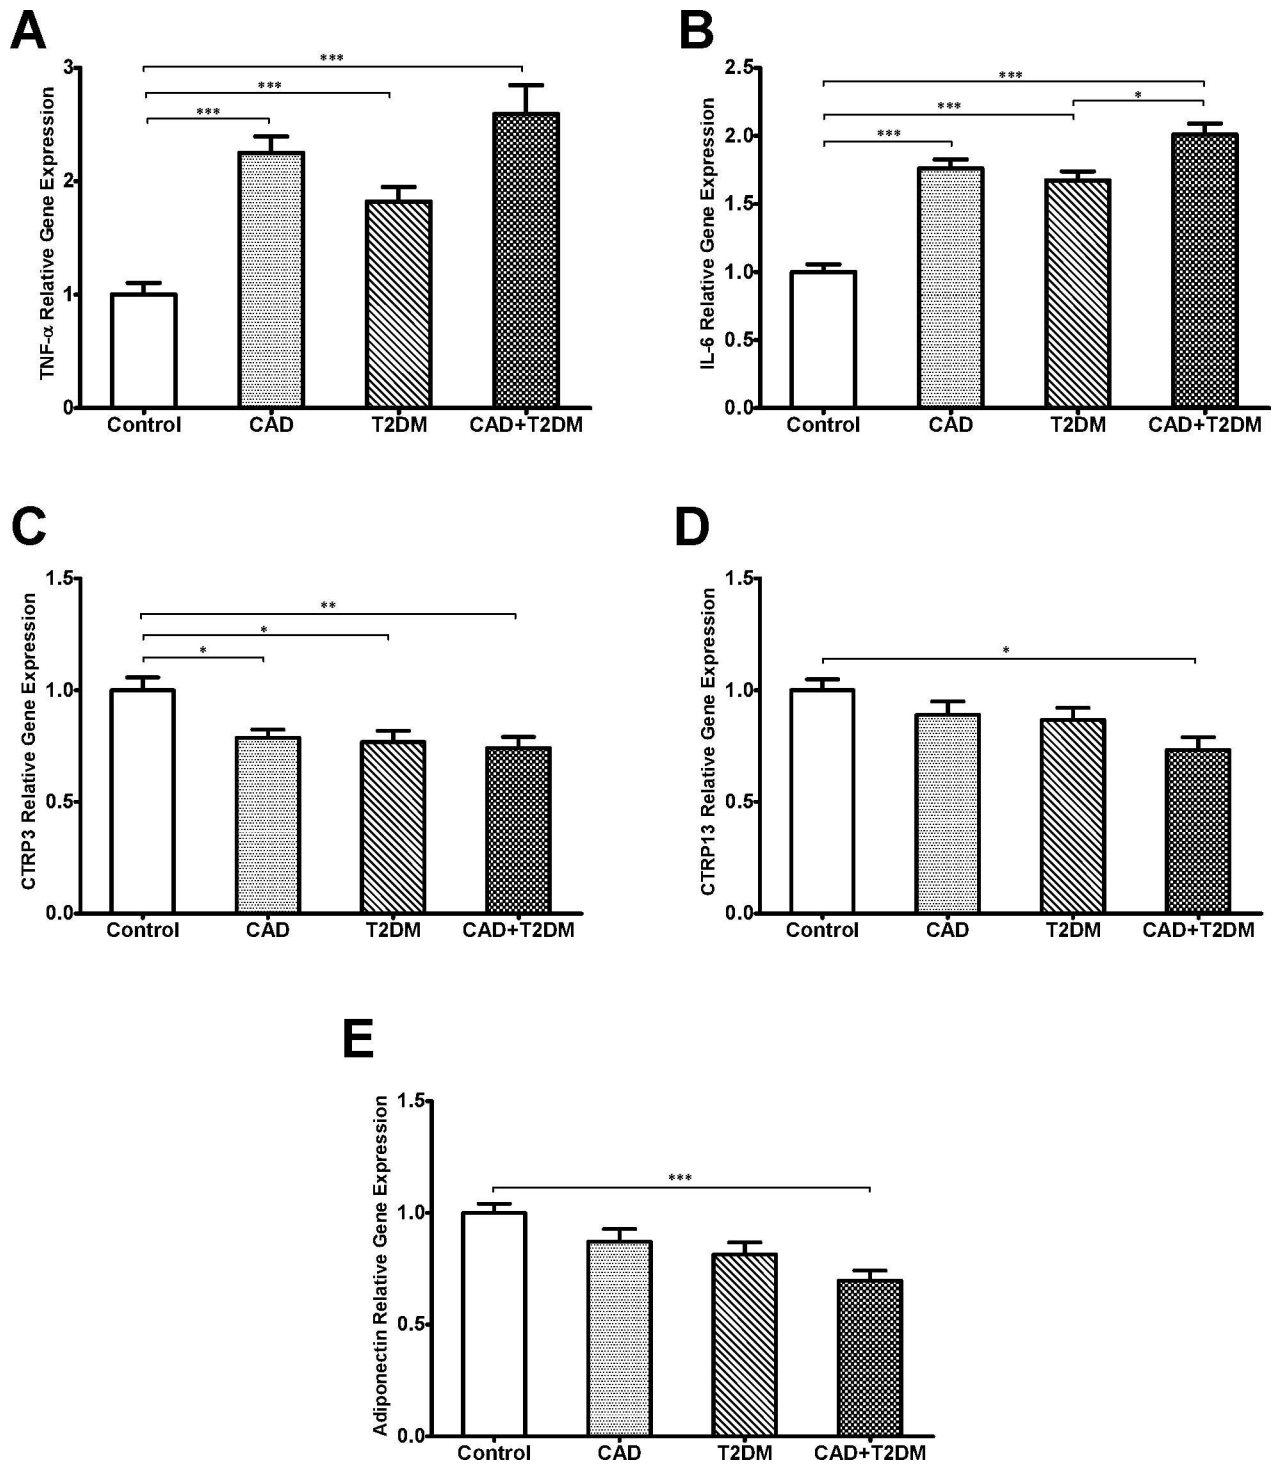 A
TNF-α Relative Gene Expression
3
2
1
0
***
***
***
Control CAD T2DM CAD+T2DM
B
IL-6 Relative Gene Expression
2.5
2.0
1.5
1.0
0.5
0.0
***
*
***
***
Control CAD T2DM CAD+T2DM
C
CTRP3 Relative Gene Expression
1.5
1.0
0.5
0.0
**
*
*
Control CAD T2DM CAD+T2DM
D
CTRP13 Relative Gene Expression
1.5
1.0
0.5
0.0
*
Control CAD T2DM CAD+T2DM
E
Adiponectin Relative Gene Expression
1.5
1.0
0.5
0.0
***
Control CAD T2DM CAD+T2DM